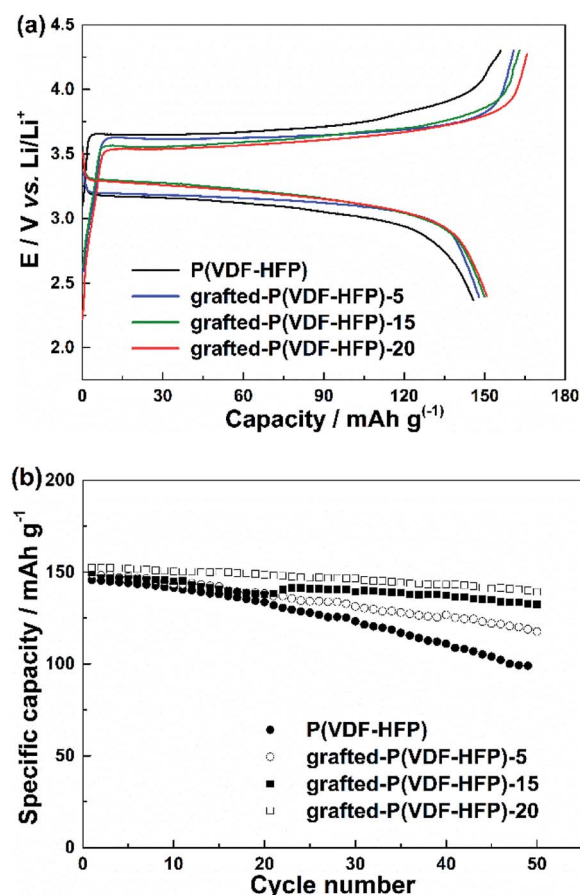 (a)
4.5
4.0
3.5
3.0
2.5
2.0
E / V vs. Li/Li⁺
P(VDF-HFP)
grafted-P(VDF-HFP)-5
grafted-P(VDF-HFP)-15
grafted-P(VDF-HFP)-20
0 30 60 90 120 150 180
Capacity / mAh g⁽⁻¹⁾
(b)
200
150
100
50
0
Specific capacity / mAh g⁻¹
P(VDF-HFP)
grafted-P(VDF-HFP)-5
grafted-P(VDF-HFP)-15
grafted-P(VDF-HFP)-20
0 10 20 30 40 50
Cycle number